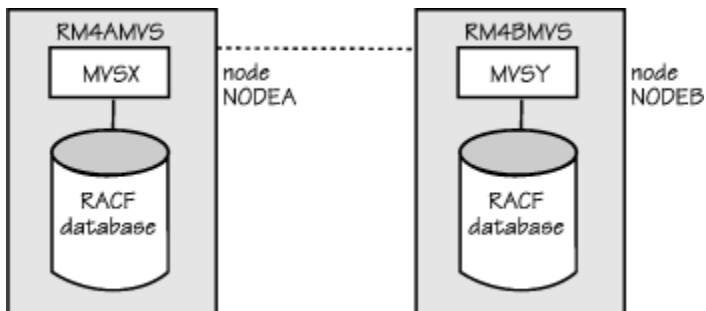 RM4AMVS
MVSX
node
NODEA
RACF
database
RM4BMVS
MVSY
node
NODEB
RACF
database